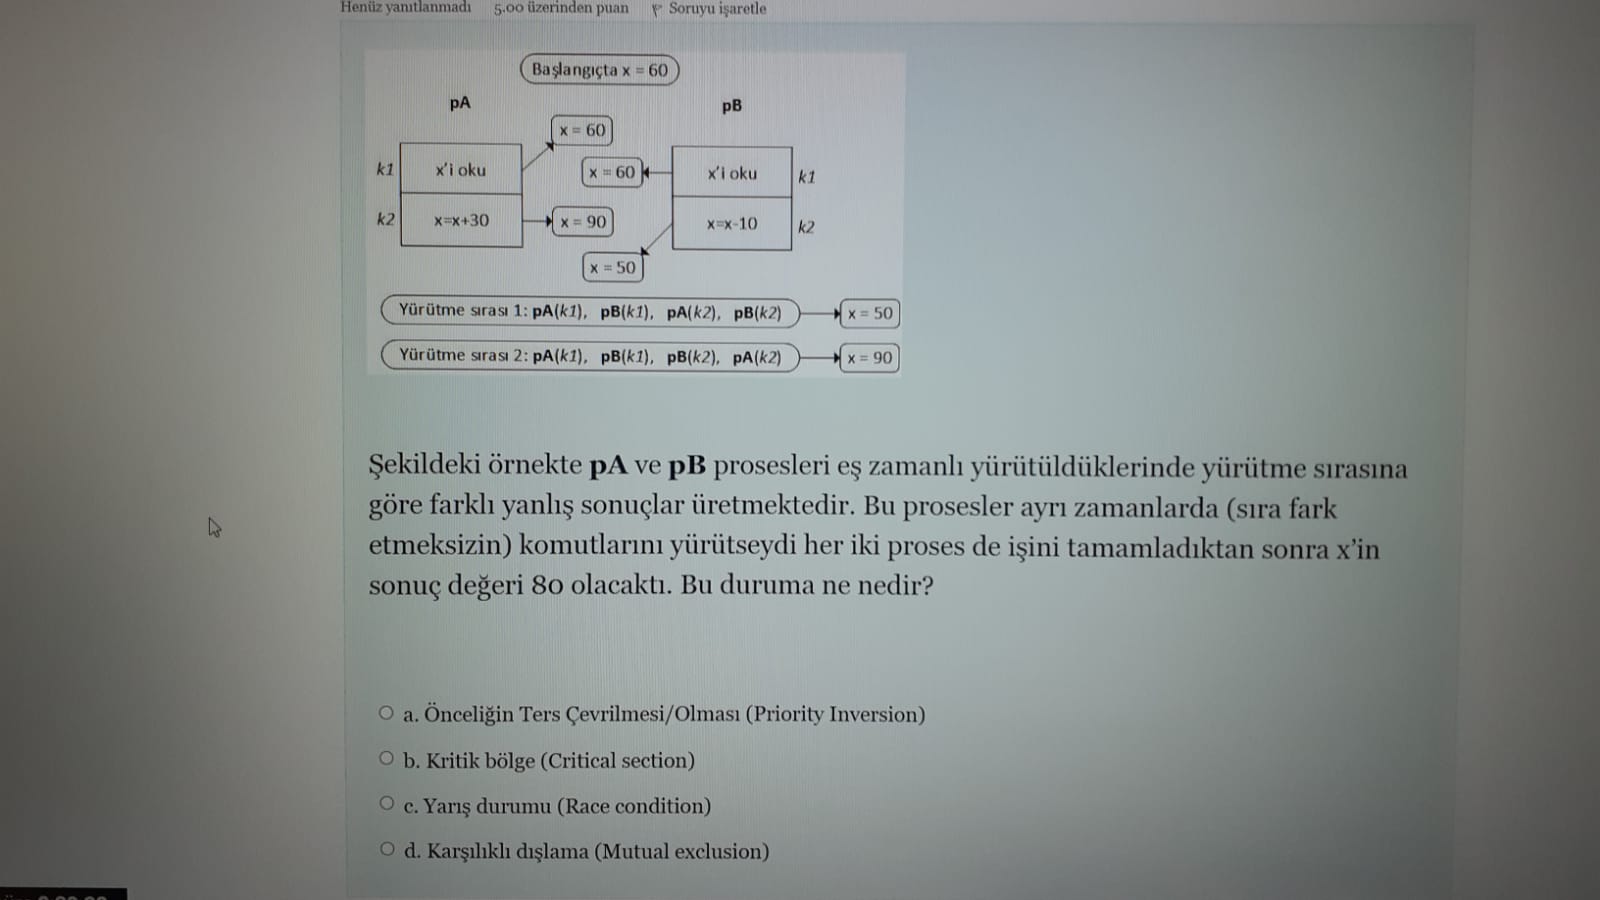 Henüz yanıtlanmadı 5.00 üzerinden puan Soruyu işaretle
Başlangıçta x = 60
pA
pB
x = 60
k1 x'i oku
x = 60
x'i oku k1
k2 x=x+30
x = 90
x=x-10 k2
x = 50
Yürütme sırası 1: pA(k1), pB(k1), pA(k2), pB(k2) x = 50
Yürütme sırası 2: pA(k1), pB(k1), pB(k2), pA(k2) x = 90
Şekildeki örnekte pA ve pB prosesleri eş zamanlı yürütüldüklerinde yürütme sırasına
göre farklı yanlış sonuçlar üretmektedir. Bu prosesler ayrı zamanlarda (sıra fark
etmeksizin) komutlarını yürütseydi her iki proses de işini tamamladıktan sonra x'in
sonuç değeri 80 olacaktı. Bu duruma ne nedir?
a. Önceliğin Ters Çevrilmesi/Olması (Priority Inversion)
b. Kritik bölge (Critical section)
c. Yarış durumu (Race condition)
d. Karşılıklı dışlama (Mutual exclusion)